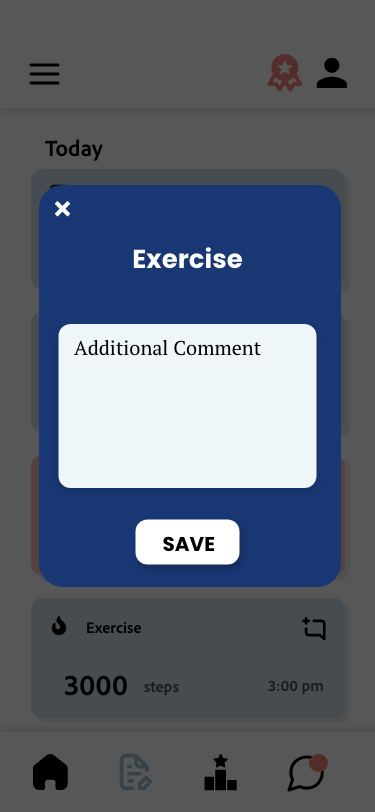 Today
×
Exercise
Additional Comment
SAVE
Exercise
3000 steps 3:00 pm